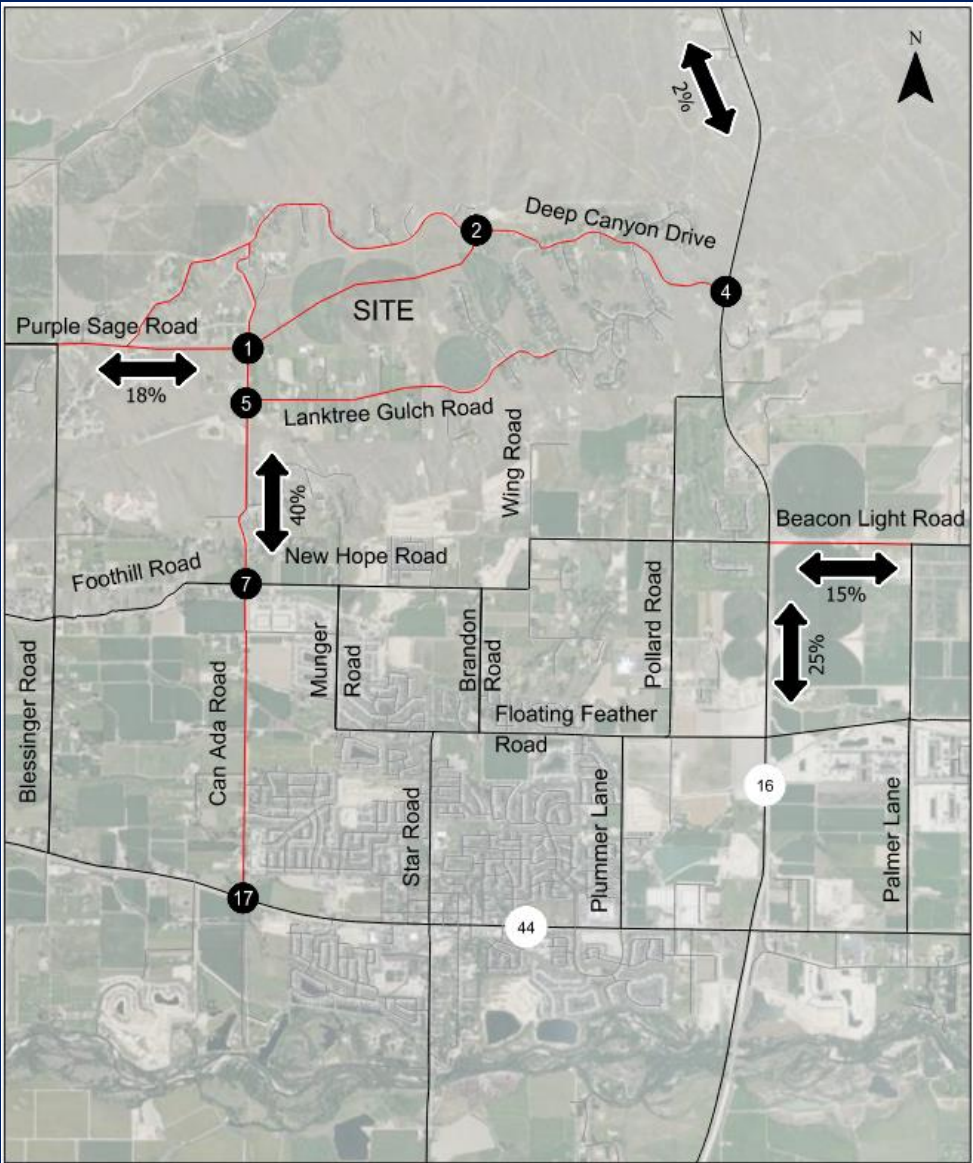 N
2%
Deep Canyon Drive
2
4
SITE
Purple Sage Road
1
18%
5
Lanktree Gulch Road
Wing Road
40%
Beacon Light Road
New Hope Road
Foothill Road
7
15%
25%
Pollard Road
Munger
Road
Brandon
Road
Blessinger Road
Can Ada Road
Floating Feather
Road
Star Road
Plummer Lane
16
Palmer Lane
17
44